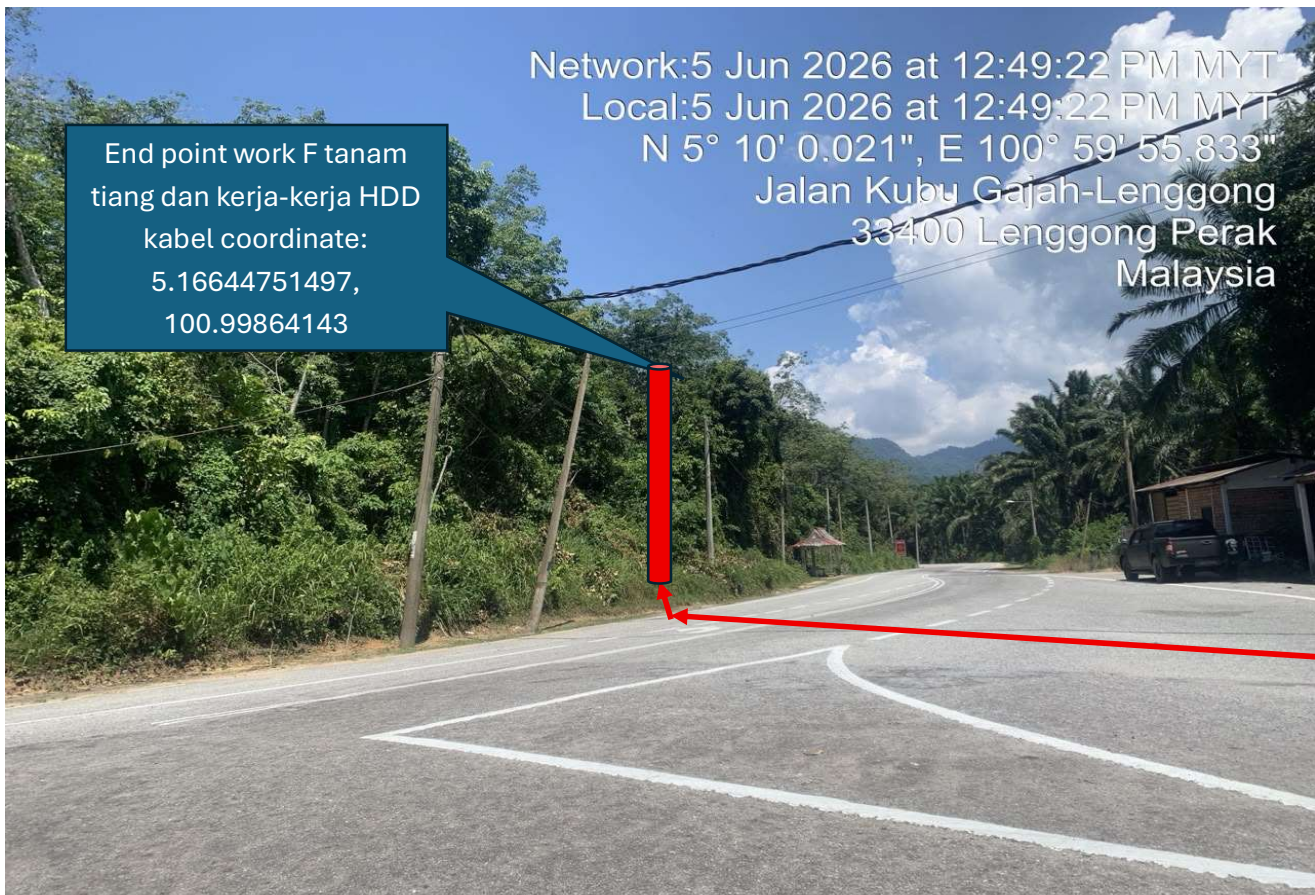 Network:5 Jun 2026 at 12:49:22 PM MYT
Local:5 Jun 2026 at 12:49:22 PM MYT
N 5° 10' 0.021", E 100° 59' 55.833"
Jalan Kubu Gajah-Lenggong
33400 Lenggong Perak
Malaysia
End point work F tanam
tiang dan kerja-kerja HDD
kabel coordinate:
5.16644751497,
100.99864143